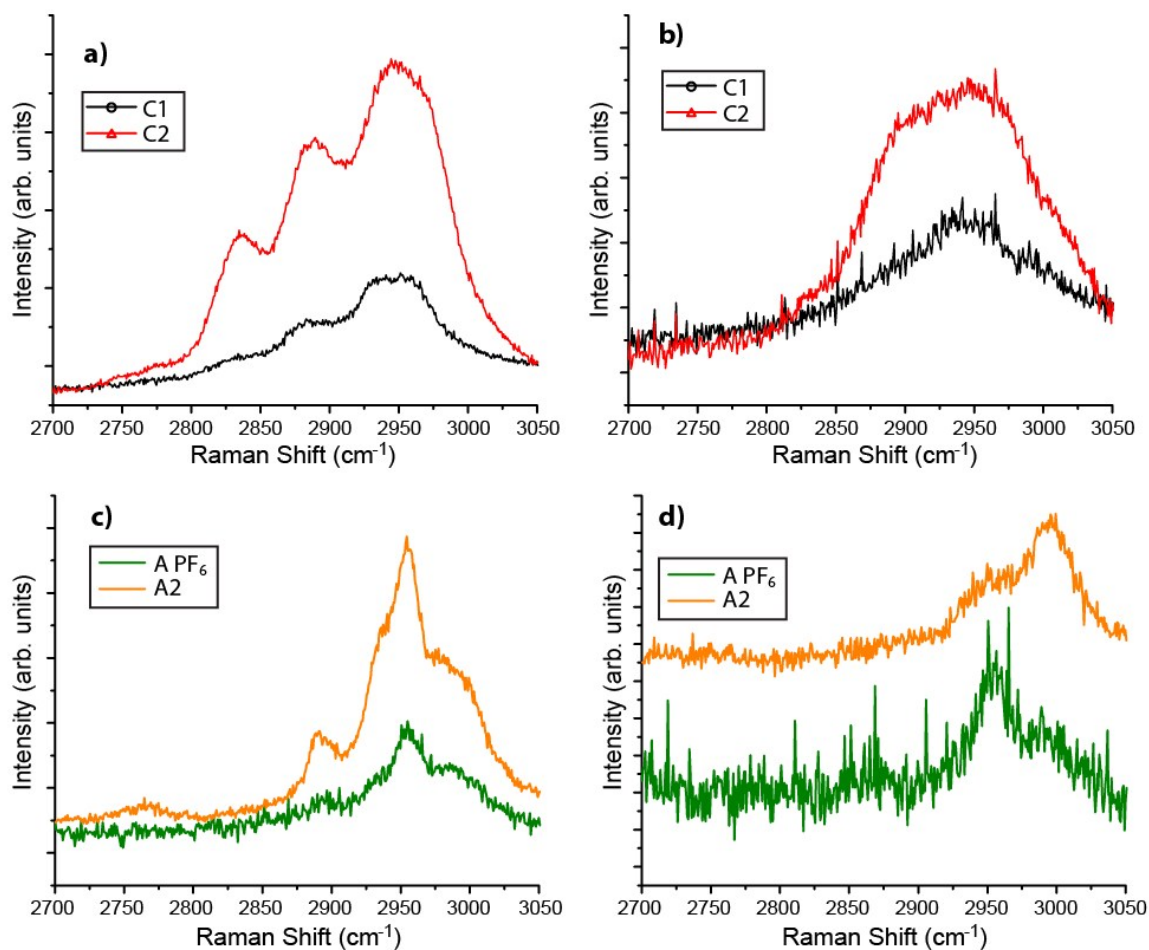 a)
C1
C2
Intensity (arb. units)
2700 2750 2800 2850 2900 2950 3000 3050
Raman Shift (cm⁻¹)
b)
C1
C2
Intensity (arb. units)
2700 2750 2800 2850 2900 2950 3000 3050
Raman Shift (cm⁻¹)
c)
A PF₆
A2
Intensity (arb. units)
2700 2750 2800 2850 2900 2950 3000 3050
Raman Shift (cm⁻¹)
d)
A PF₆
A2
Intensity (arb. units)
2700 2750 2800 2850 2900 2950 3000 3050
Raman Shift (cm⁻¹)